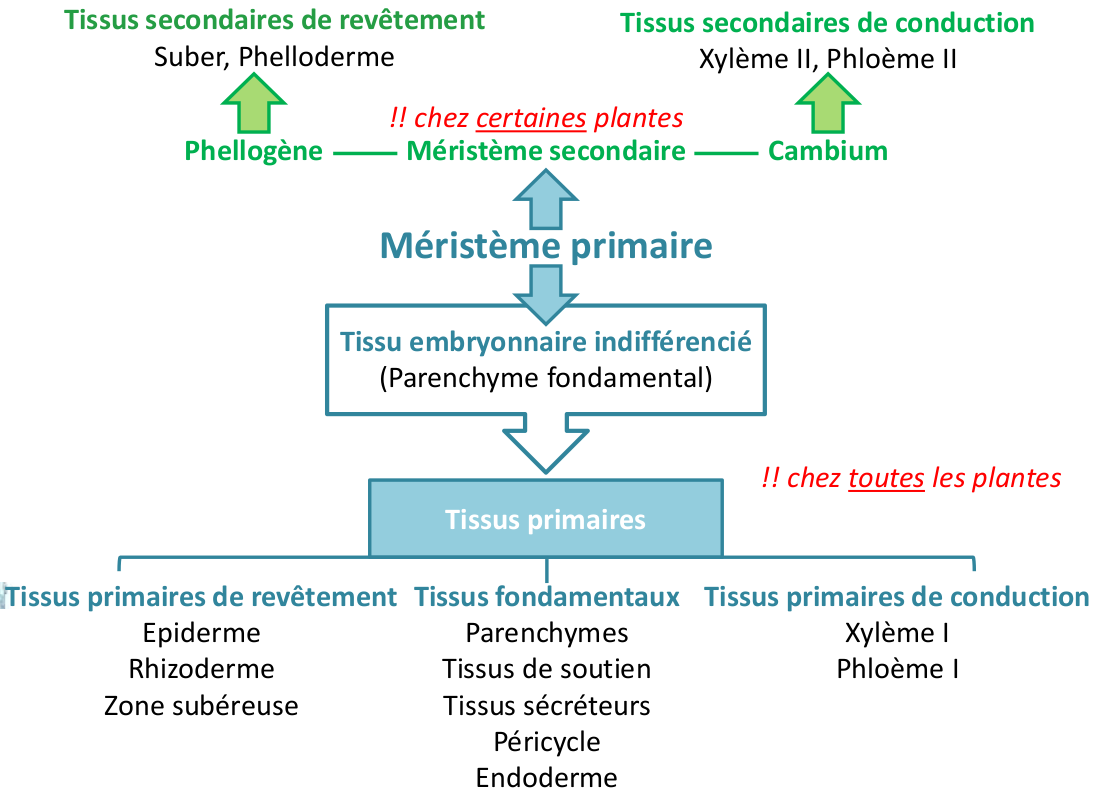 Tissus secondaires de revêtement
Suber, Phelloderme
Tissus secondaires de conduction
Xylème II, Phloème II
!! chez certaines plantes
Phellogène
Méristème secondaire
Cambium
Méristème primaire
Tissu embryonnaire indifférencié
(Parenchyme fondamental)
!! chez toutes les plantes
Tissus primaires
Tissus primaires de revêtement
Epiderme
Rhizoderme
Zone subéreuse
Tissus fondamentaux
Parenchymes
Tissus de soutien
Tissus sécréteurs
Péricycle
Endoderme
Tissus primaires de conduction
Xylème I
Phloème I